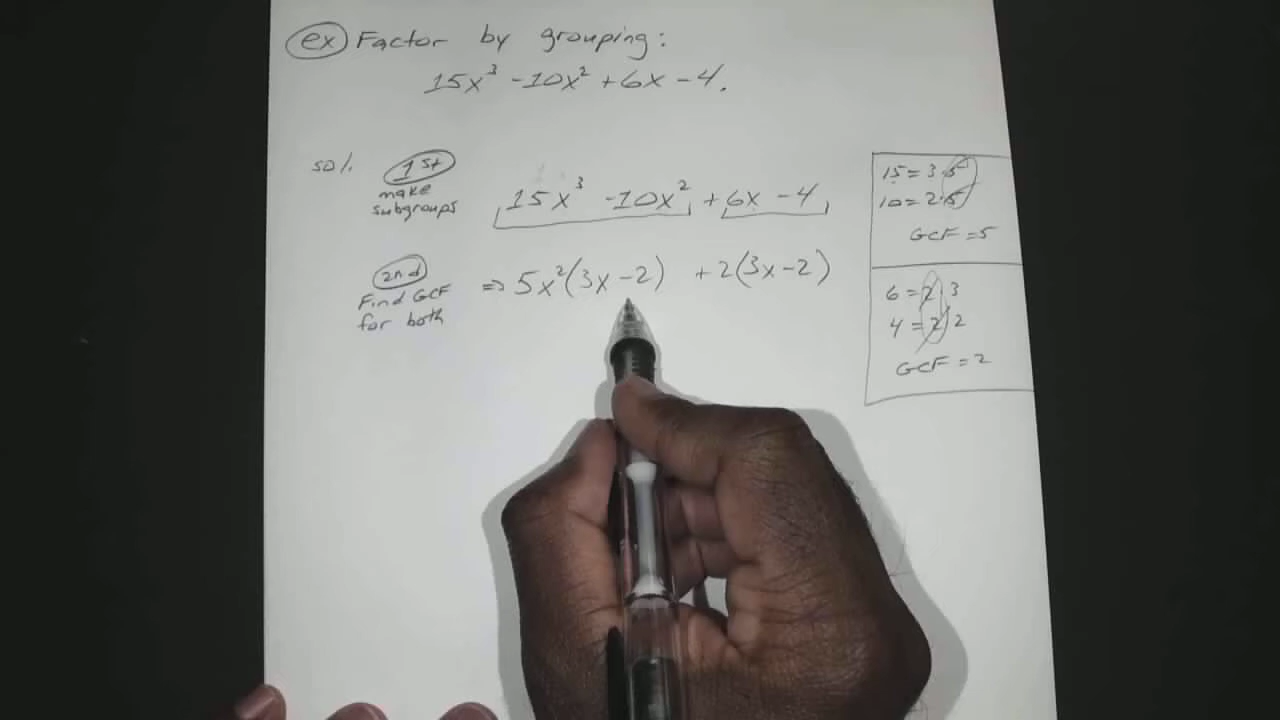 ex Factor by grouping:
15x³ -10x² +6x -4.
sol. 1st
make
subgroups
15x³ -10x² +6x -4
2nd
Find GCF
for both
⇒ 5x²(3x-2) +2(3x-2)
15 = 3·5
10 = 2·5
GCF = 5
6 = 2·3
4 = 2·2
GCF = 2